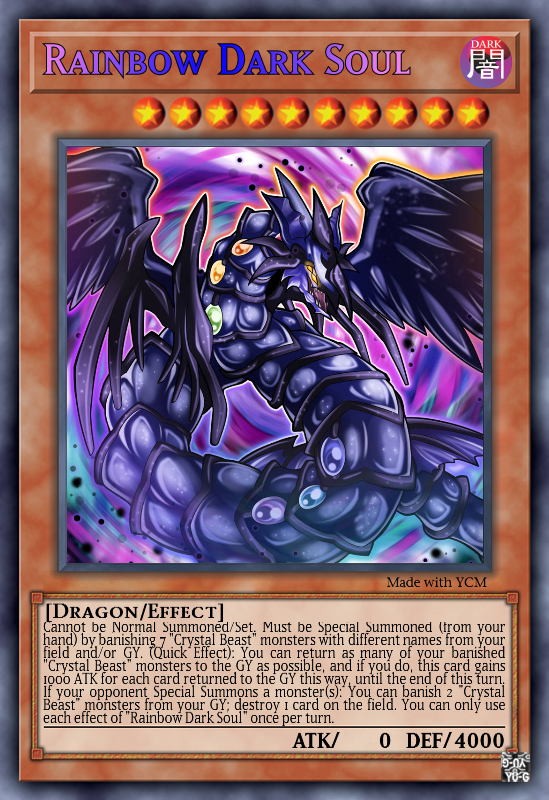 RAINBOW DARK SOUL
DARK
闇
Made with YCM
[DRAGON/EFFECT]
Cannot be Normal Summoned/Set. Must be Special Summoned (from your
hand) by banishing 7 "Crystal Beast" monsters with different names from your
field and/or GY. (Quick Effect): You can return as many of your banished
"Crystal Beast" monsters to the GY as possible, and if you do, this card gains
1000 ATK for each card returned to the GY this way, until the end of this turn.
If your opponent Special Summons a monster(s): You can banish 2 "Crystal
Beast" monsters from your GY; destroy 1 card on the field. You can only use
each effect of "Rainbow Dark Soul" once per turn.
ATK/ 0 DEF/4000